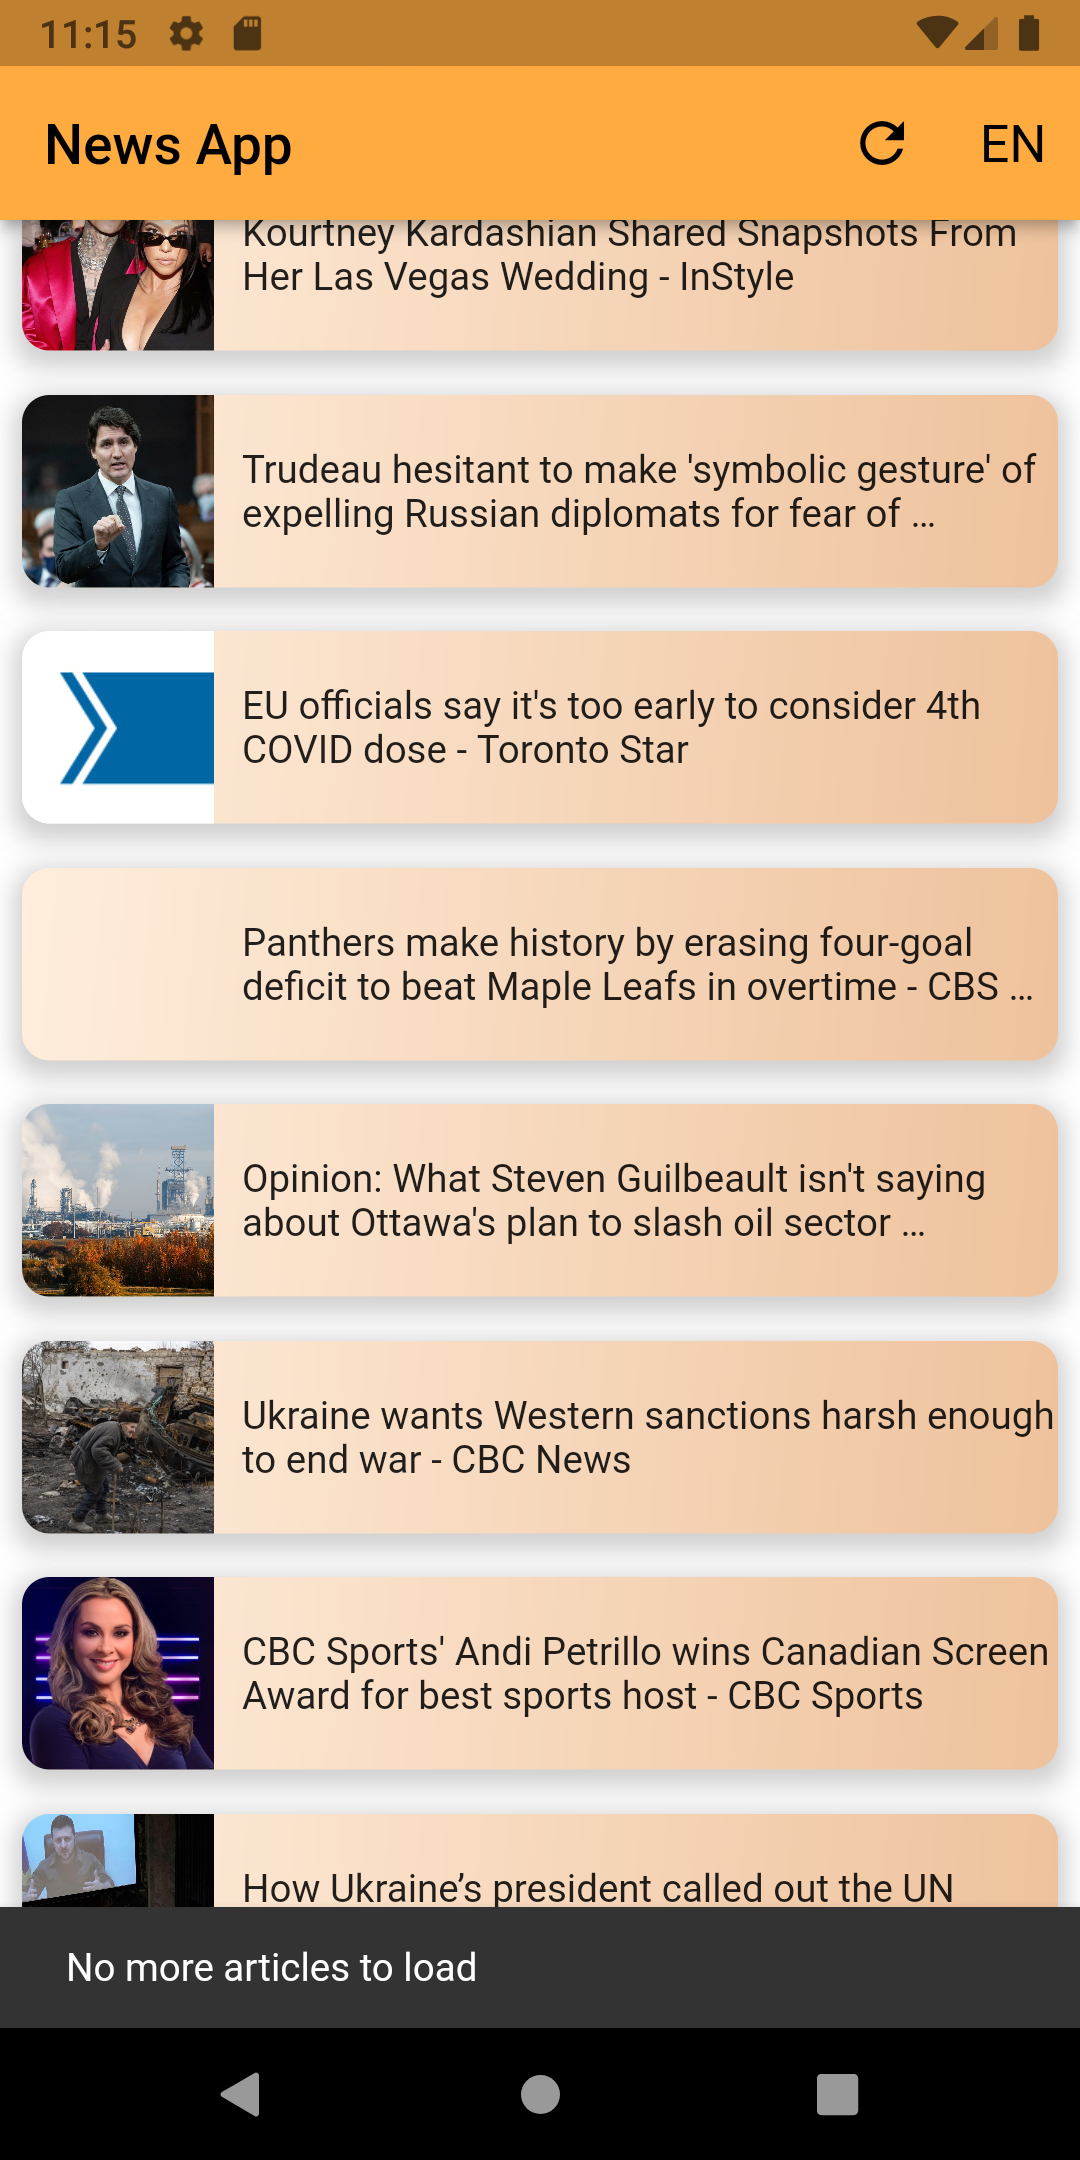 11:15
News App
EN
Kourtney Kardashian Shared Snapshots From
Her Las Vegas Wedding - InStyle
Trudeau hesitant to make 'symbolic gesture' of
expelling Russian diplomats for fear of ...
EU officials say it's too early to consider 4th
COVID dose - Toronto Star
Panthers make history by erasing four-goal
deficit to beat Maple Leafs in overtime - CBS ...
Opinion: What Steven Guilbeault isn't saying
about Ottawa's plan to slash oil sector ...
Ukraine wants Western sanctions harsh enough
to end war - CBC News
CBC Sports' Andi Petrillo wins Canadian Screen
Award for best sports host - CBC Sports
How Ukraine’s president called out the UN
No more articles to load